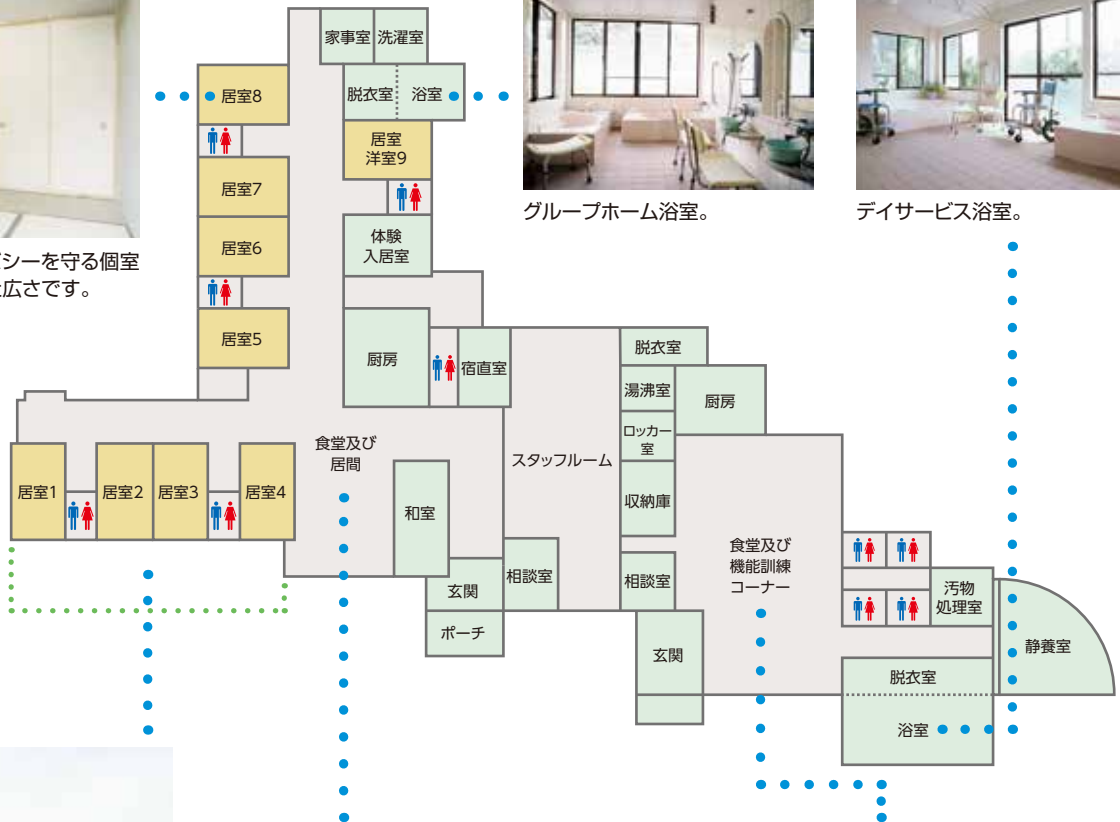 家事室
洗濯室
居室8
脱衣室
浴室
居室
洋室9
居室7
グループホーム浴室。
デイサービス浴室。
体験
入居室
居室6
シーを守る個室
広さです。
居室5
厨房
宿直室
脱衣室
湯沸室
厨房
ロッカー
室
食堂及び
居間
スタッフルーム
居室1
居室2
居室3
居室4
収納庫
和室
食堂及び
機能訓練
コーナー
相談室
相談室
玄関
汚物
処理室
ポーチ
玄関
静養室
脱衣室
浴室